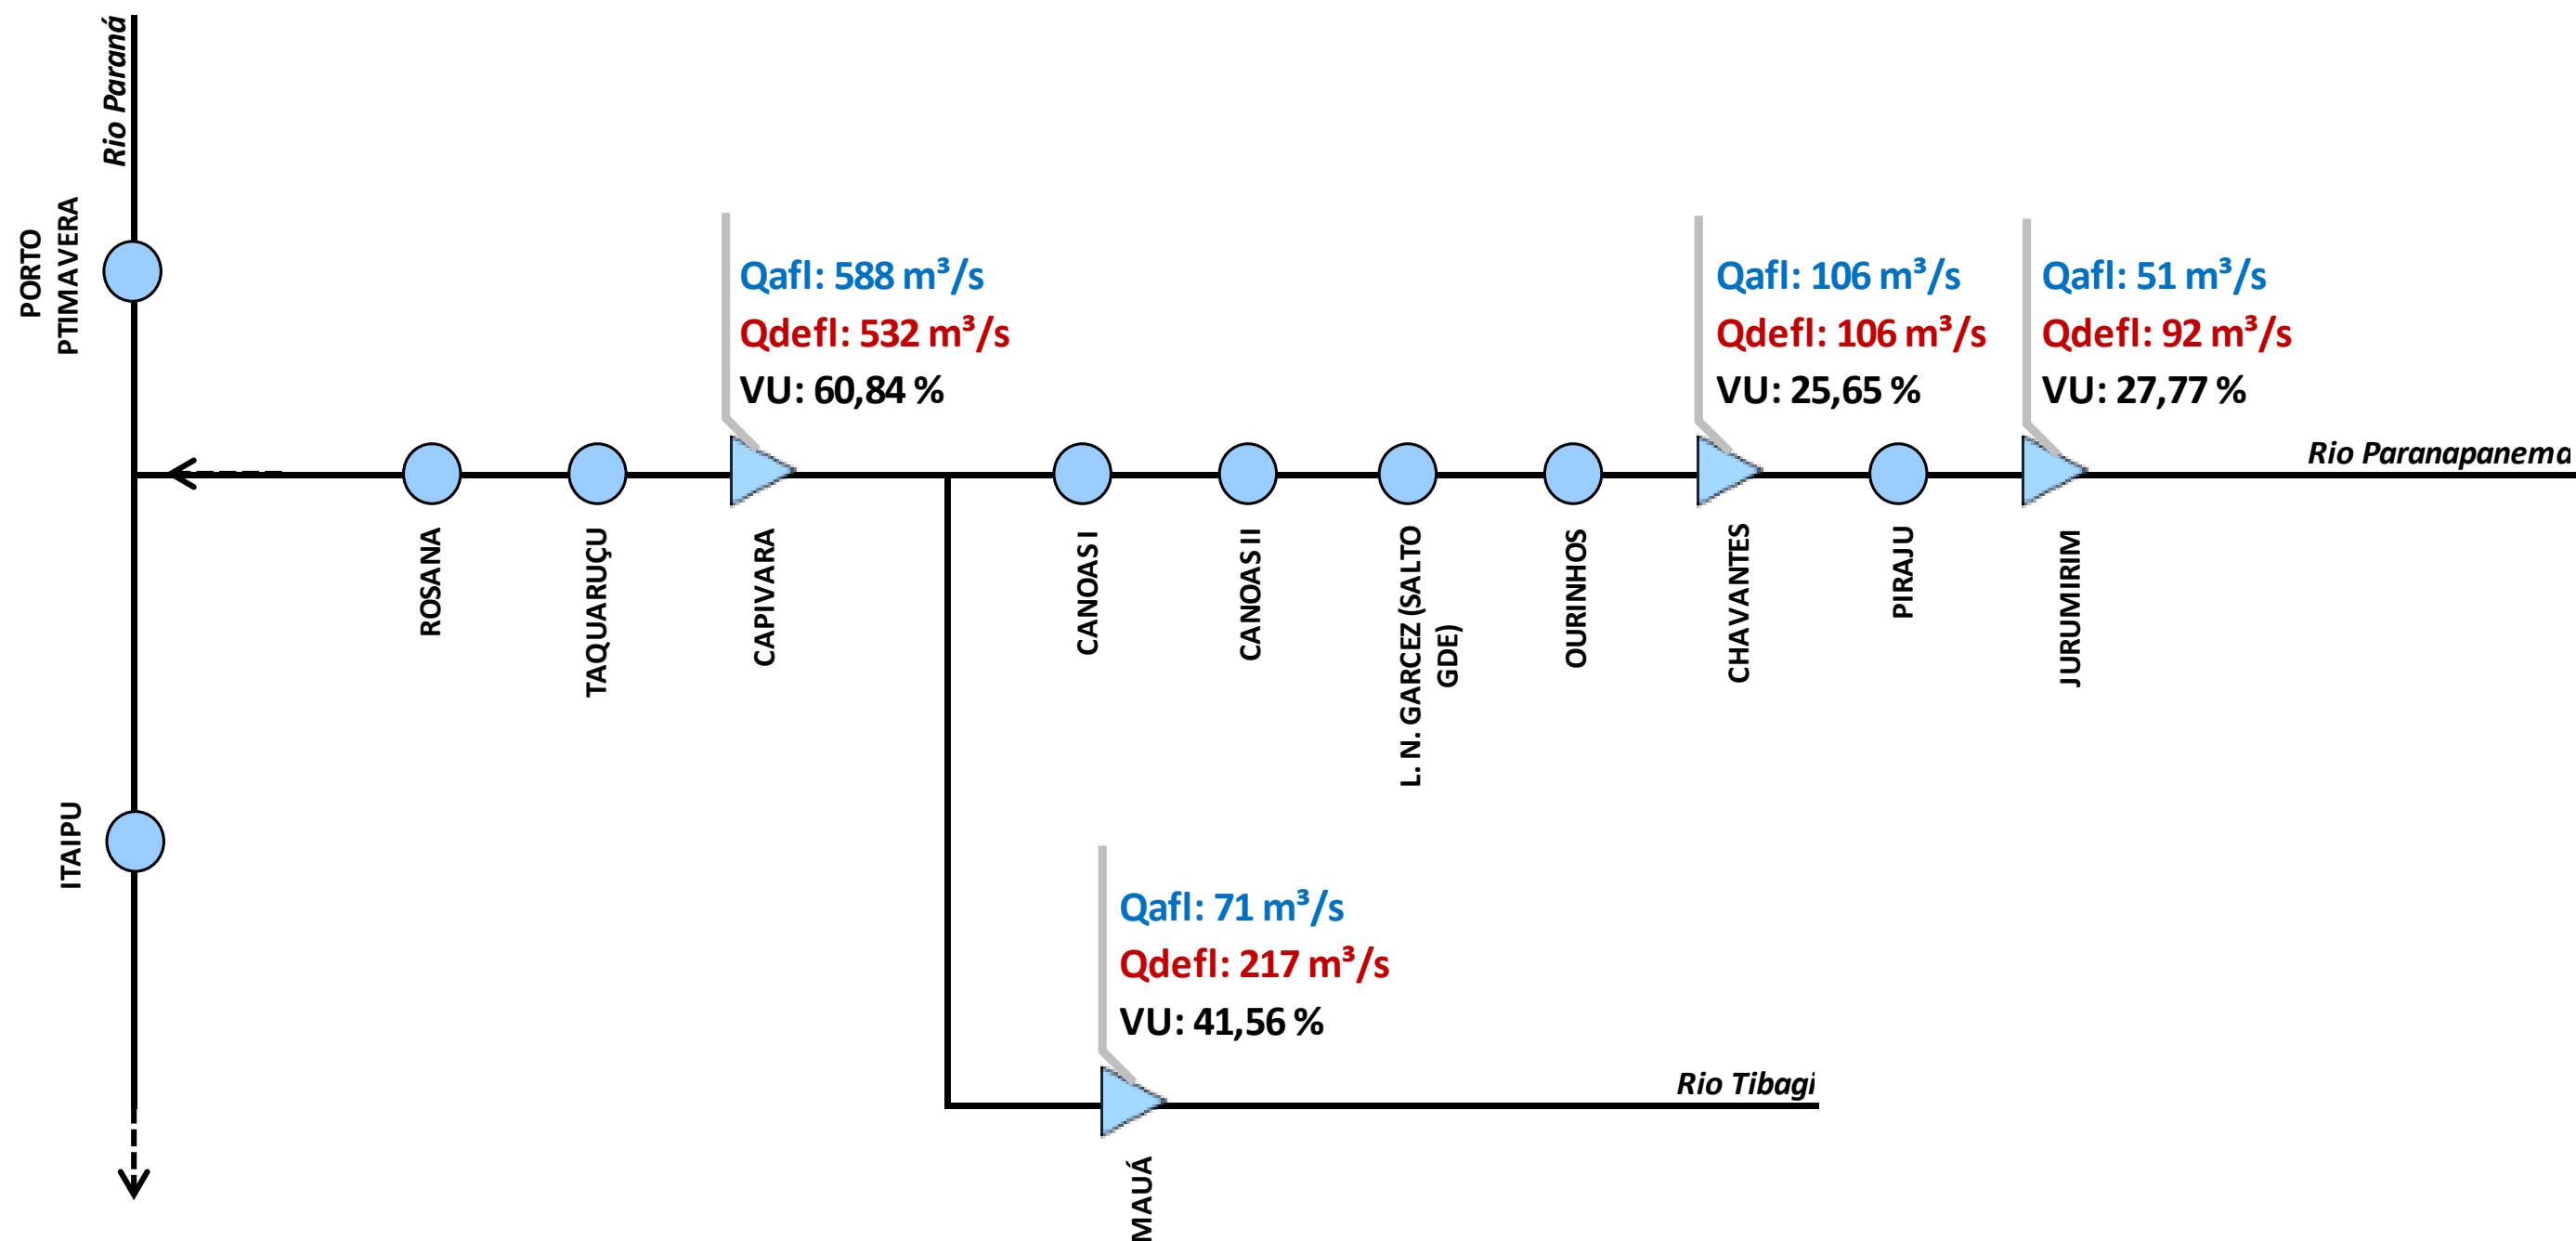 Rio Paraná
PORTO
PTIMAVERA
Qafl: 588 m³/s
Qdefl: 532 m³/s
VU: 60,84 %
Qafl: 106 m³/s
Qdefl: 106 m³/s
VU: 25,65 %
Qafl: 51 m³/s
Qdefl: 92 m³/s
VU: 27,77 %
Rio Paranapanema
ROSANA
TAQUARUÇU
CAPIVARA
CANOAS I
CANOAS II
L. N. GARCEZ (SALTO
GDE)
OURINHOS
CHAVANTES
PIRAJU
JURUMIRIM
ITAIPU
Qafl: 71 m³/s
Qdefl: 217 m³/s
VU: 41,56 %
Rio Tibagi
MAUÁ